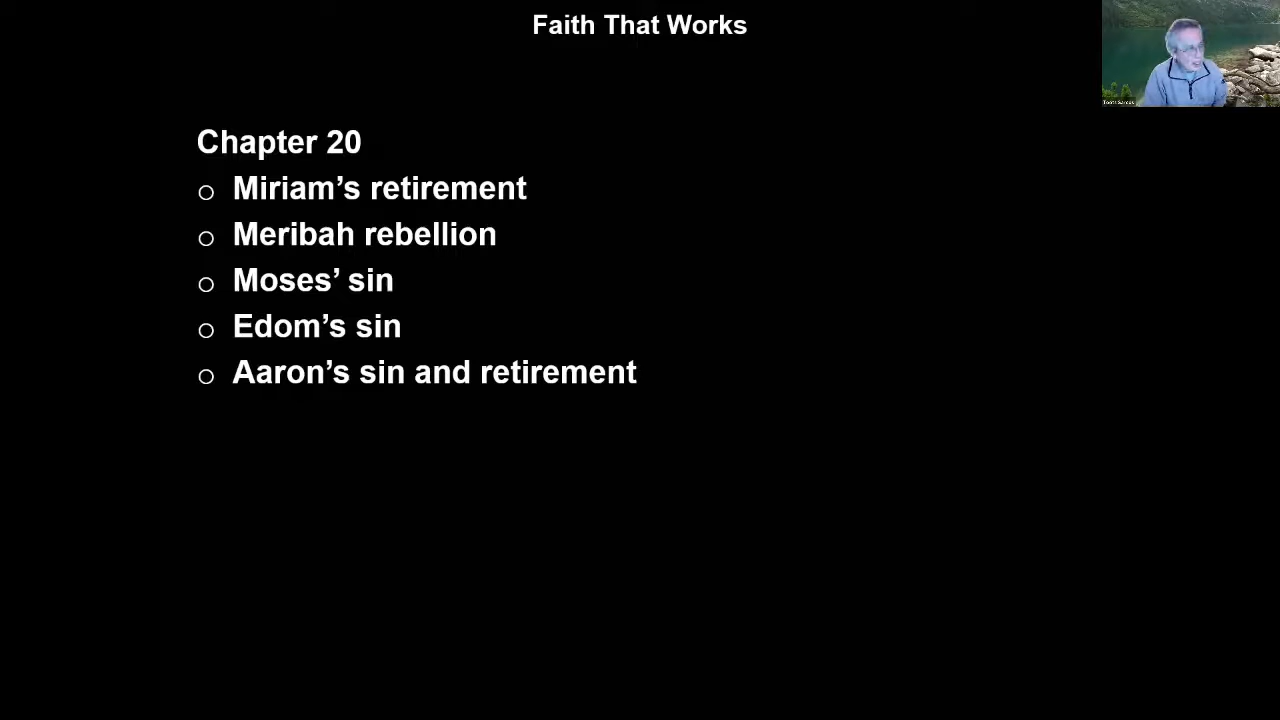 Faith That Works
Chapter 20
o Miriam’s retirement
o Meribah rebellion
o Moses’ sin
o Edom’s sin
o Aaron’s sin and retirement